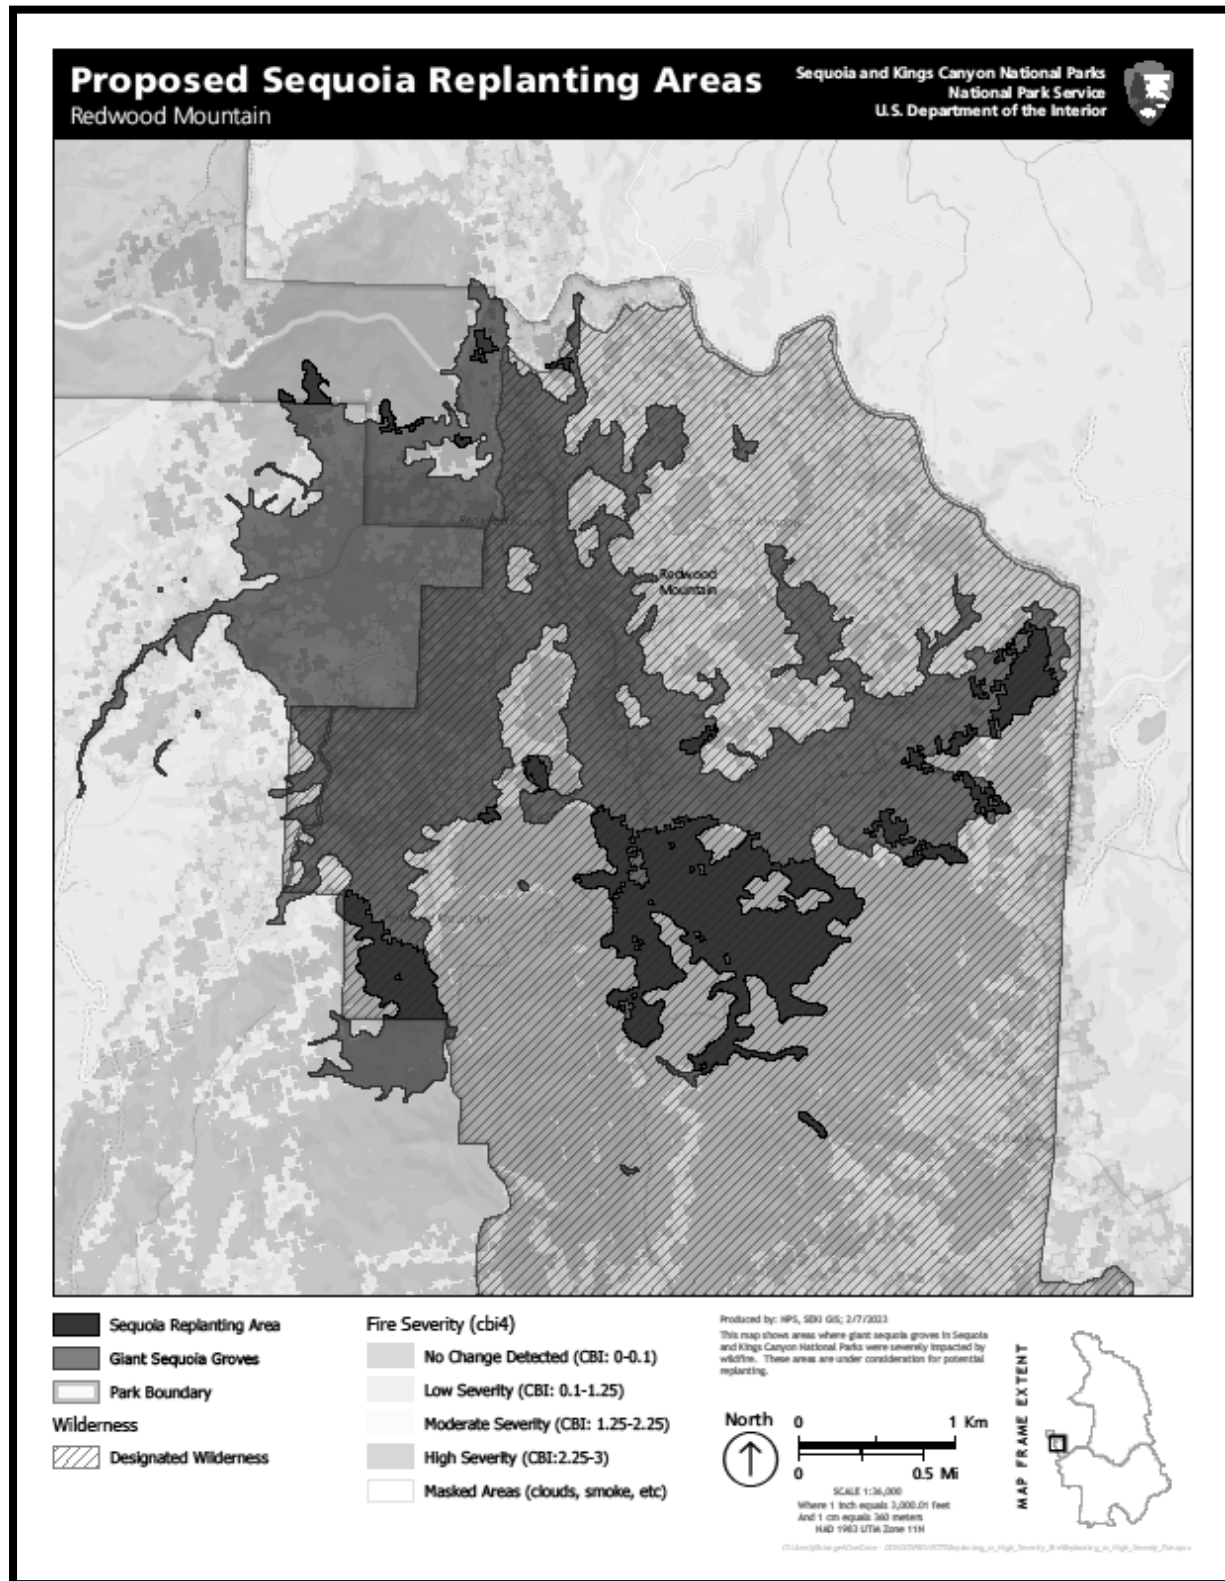 Proposed Sequoia Replanting Areas
Redwood Mountain
Sequoia and Kings Canyon National Parks
National Park Service
U.S. Department of the Interior
Redwood
Mountain
Sequoia Replanting Area
Giant Sequoia Groves
Park Boundary
Wilderness
Designated Wilderness
Fire Severity (cbi4)
No Change Detected (CBI: 0-0.1)
Low Severity (CBI: 0.1-1.25)
Moderate Severity (CBI: 1.25-2.25)
High Severity (CBI:2.25-3)
Masked Areas (clouds, smoke, etc)
Produced by: NPS, SEKI GIS; 2/7/2023
This map shows areas where giant sequoia groves in Sequoia
and Kings Canyon National Parks were severely impacted by
wildfire. These areas are under consideration for potential
replanting.
North
0 1 Km
0 0.5 Mi
SCALE 1:36,000
Where 1 inch equals 3,000.01 feet
And 1 cm equals 360 meters
NAD 1983 UTM Zone 11N
MAP FRAME EXTENT